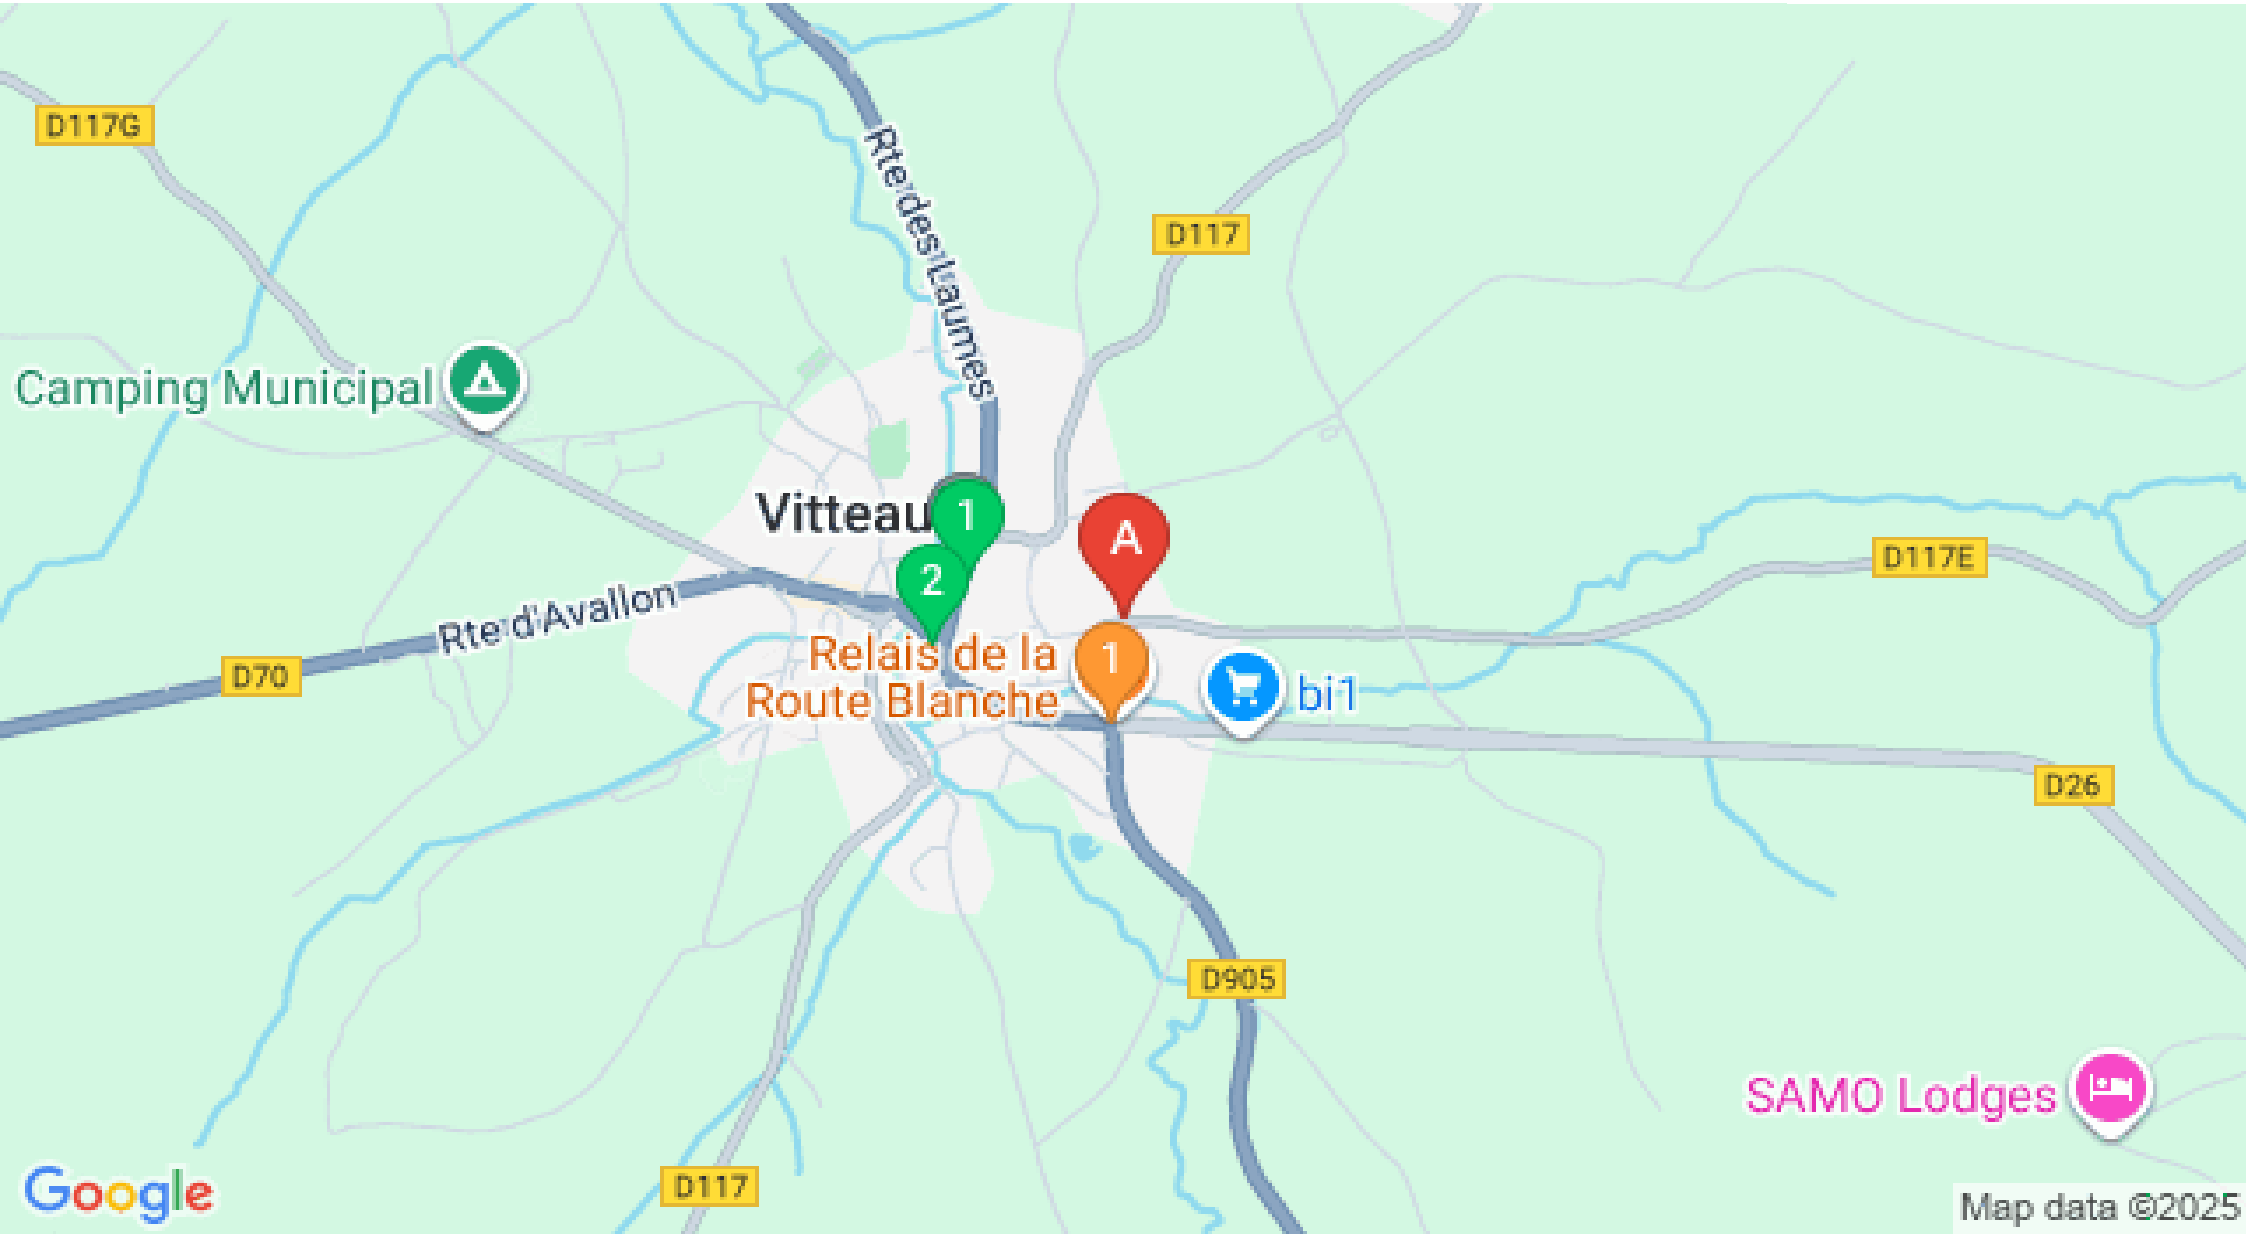 D117G
Rte des Laumes
D117
Camping Municipal
Vitteau
1
A
2
D117E
Rte d'Avallon
Relais de la
Route Blanche
1
bi1
D70
D26
D905
SAMO Lodges
D117
Google
Map data ©2025